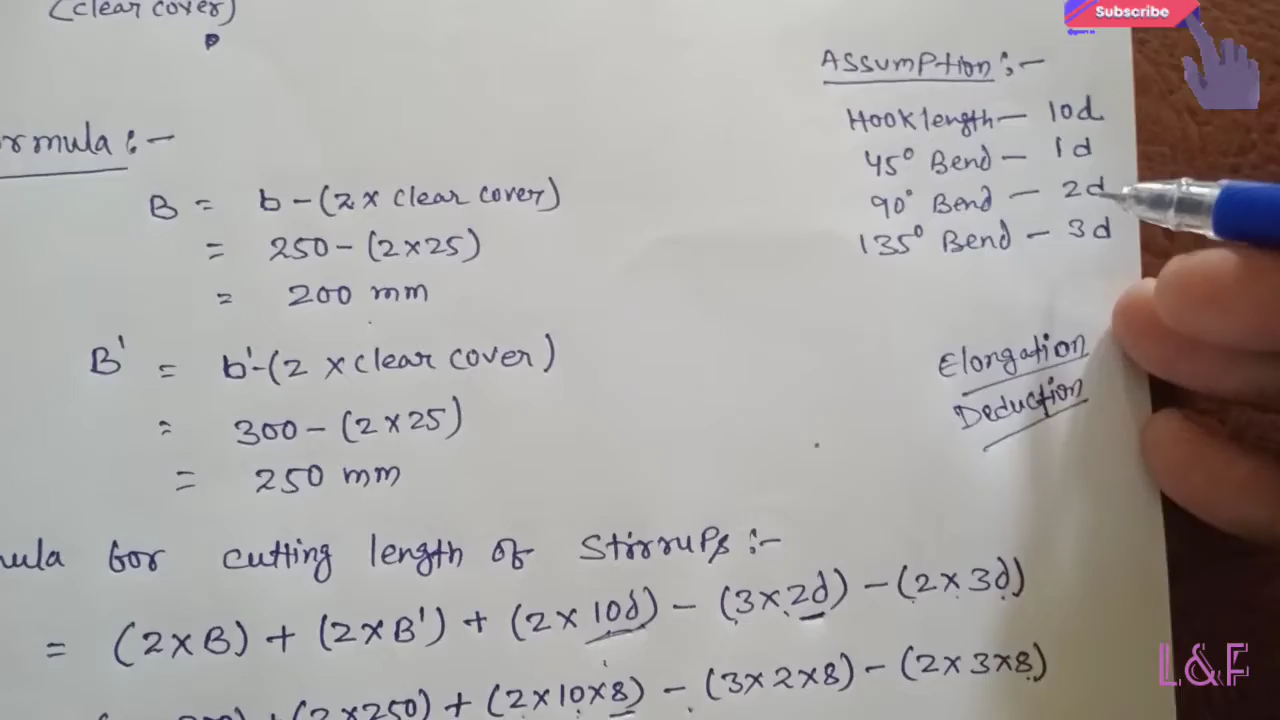 (clear cover)
Subscribe
Assumption :-
Hook length - 10d
45° Bend - 1d
90° Bend - 2d
135° Bend - 3d
ormula :-
B = b - (2 x clear cover)
= 250 - (2x25)
= 200 mm
B' = b' - (2 x clear cover)
= 300 - (2x25)
= 250 mm
Elongation
Deduction
mula for cutting length of Stirrups :-
= (2xB) + (2xB') + (2x 10d) - (3x2d) - (2x3d)
(2x250) + (2x10x8) - (3x2x8) - (2x3x8)
L&F